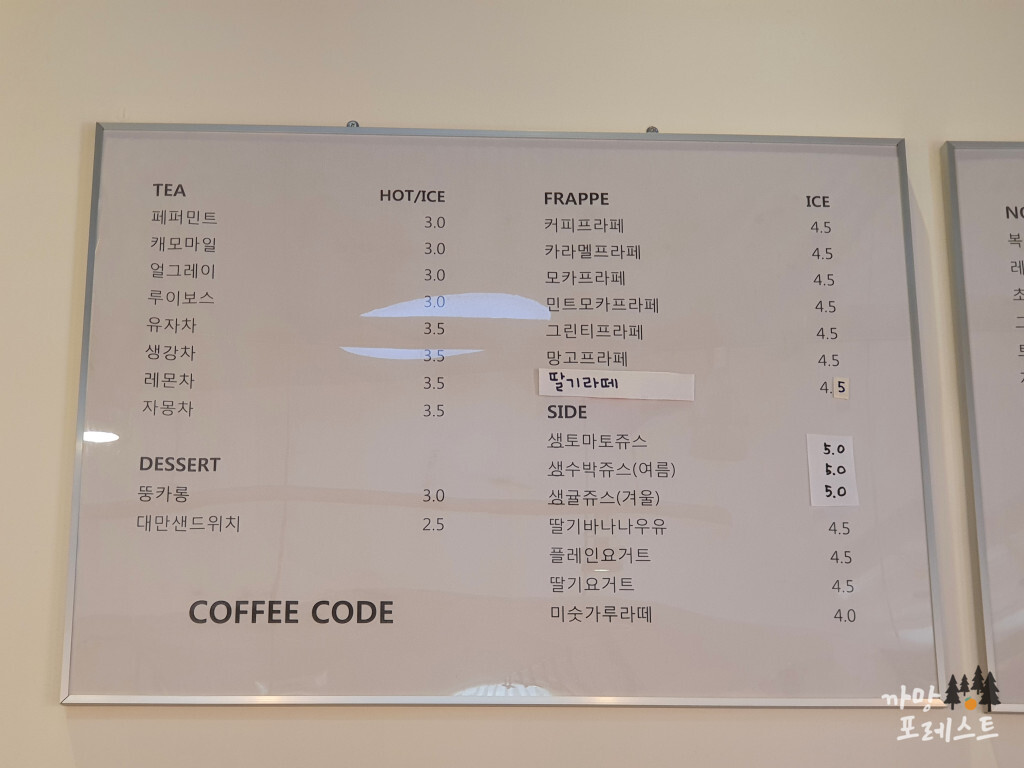 TEA HOT/ICE
페퍼민트 3.0
캐모마일 3.0
얼그레이 3.0
루이보스 3.0
유자차 3.5
생강차 3.5
레몬차 3.5
자몽차 3.5
DESSERT
뚱카롱 3.0
대만샌드위치 2.5
COFFEE CODE
FRAPPE ICE
커피프라페 4.5
카라멜프라페 4.5
모카프라페 4.5
민트모카프라페 4.5
그린티프라페 4.5
망고프라페 4.5
딸기라떼 4.5
SIDE
생토마토쥬스 5.0
생수박쥬스(여름) 5.0
생귤쥬스(겨울) 5.0
딸기바나나우유 4.5
플레인요거트 4.5
딸기요거트 4.5
미숫가루라떼 4.0
까망
포레스트